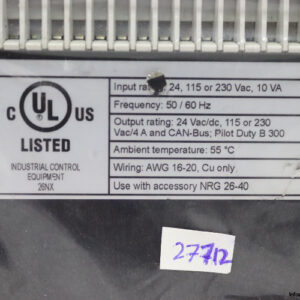 C UL US
LISTED
INDUSTRIAL CONTROL
EQUIPMENT
26NX
Input rating: 24, 115 or 230 Vac, 10 VA
Frequency: 50 / 60 Hz
Output rating: 24 Vac/dc, 115 or 230
Vac/4 A and CAN-Bus; Pilot Duty B 300
Ambient temperature: 55 °C
Wiring: AWG 16-20, Cu only
Use with accessory NRG 26-40
27712